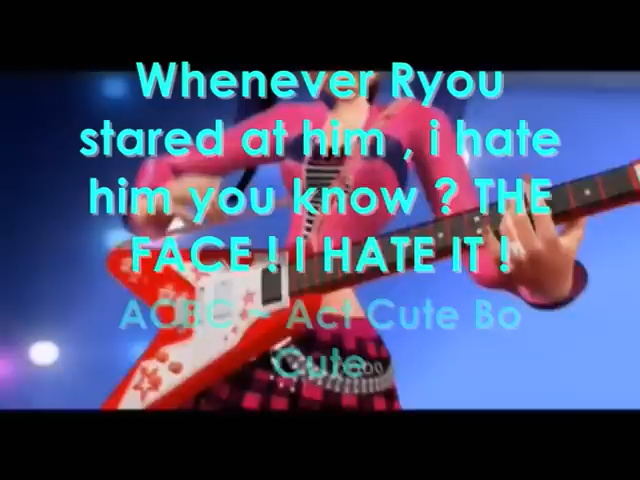 Whenever Ryou
stared at him , i hate
him you know ? THE
FACE ! I HATE IT !
ACBC ~ Act Cute Bo
Cute